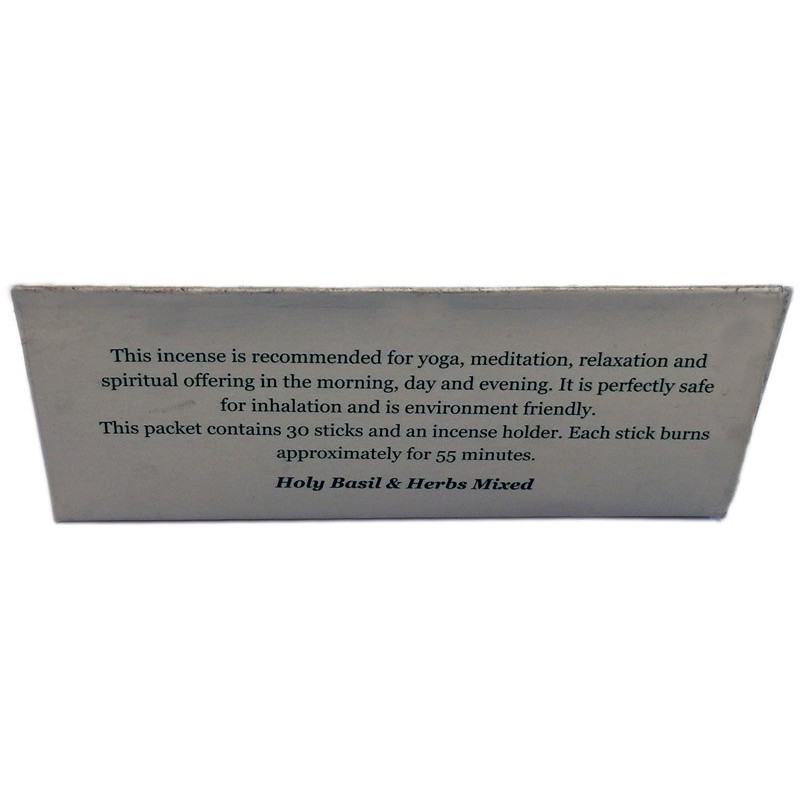 This incense is recommended for yoga, meditation, relaxation and
spiritual offering in the morning, day and evening. It is perfectly safe
for inhalation and is environment friendly.
This packet contains 30 sticks and an incense holder. Each stick burns
approximately for 55 minutes.
Holy Basil & Herbs Mixed